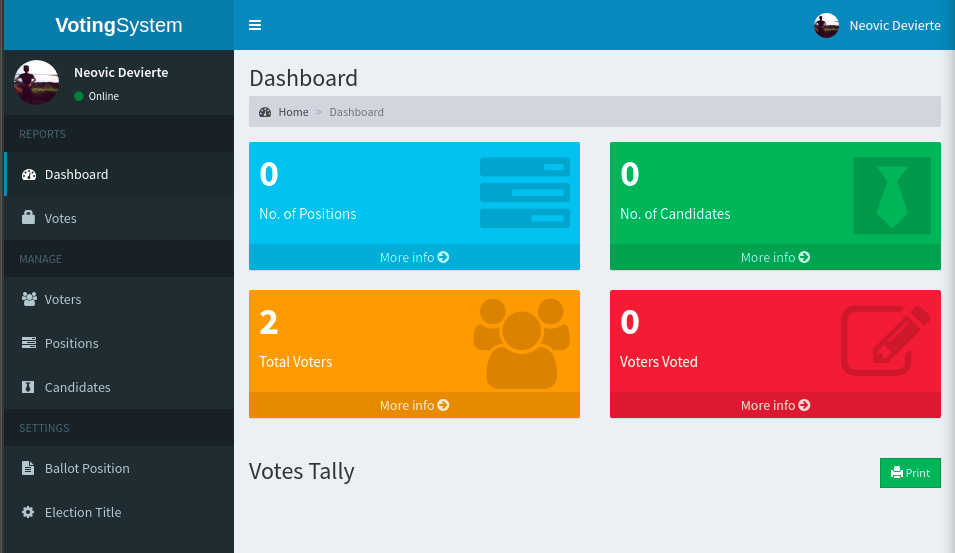 VotingSystem
Neovic Devierte
Neovic Devierte
Online
REPORTS
Dashboard
Votes
MANAGE
Voters
Positions
Candidates
SETTINGS
Ballot Position
Election Title
Dashboard
Home > Dashboard
0
No. of Positions
More info
0
No. of Candidates
More info
2
Total Voters
More info
0
Voters Voted
More info
Votes Tally
Print